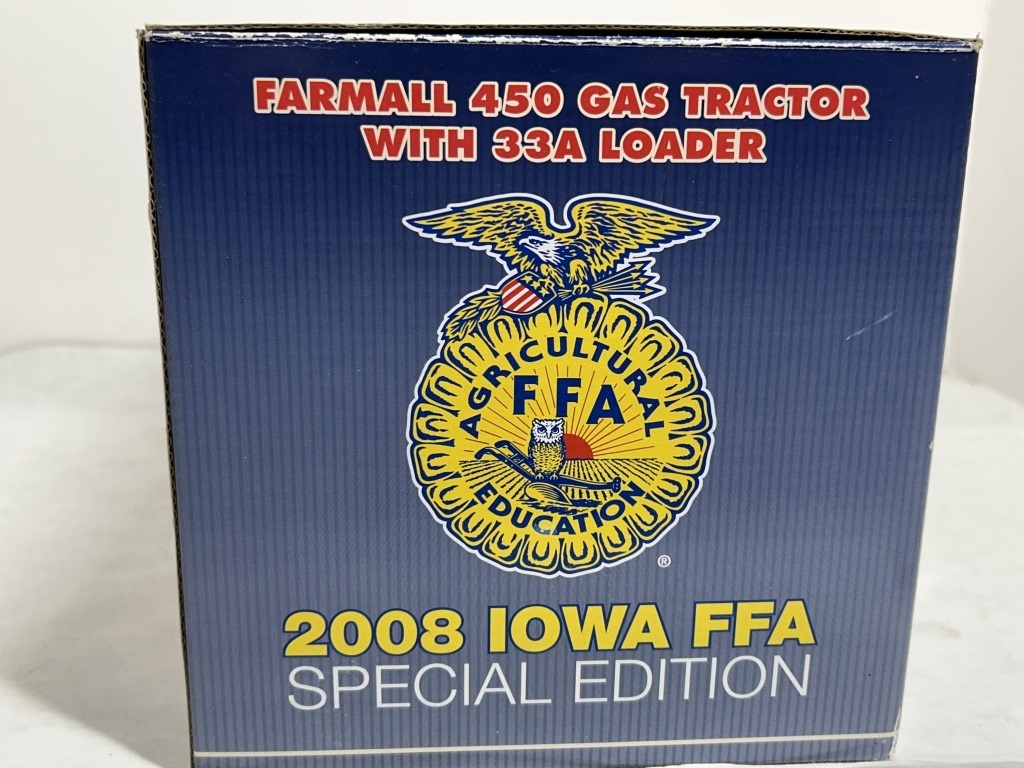 FARMALL 450 GAS TRACTOR
WITH 33A LOADER
AGRICULTURAL
FFA
EDUCATION
®
2008 IOWA FFA
SPECIAL EDITION